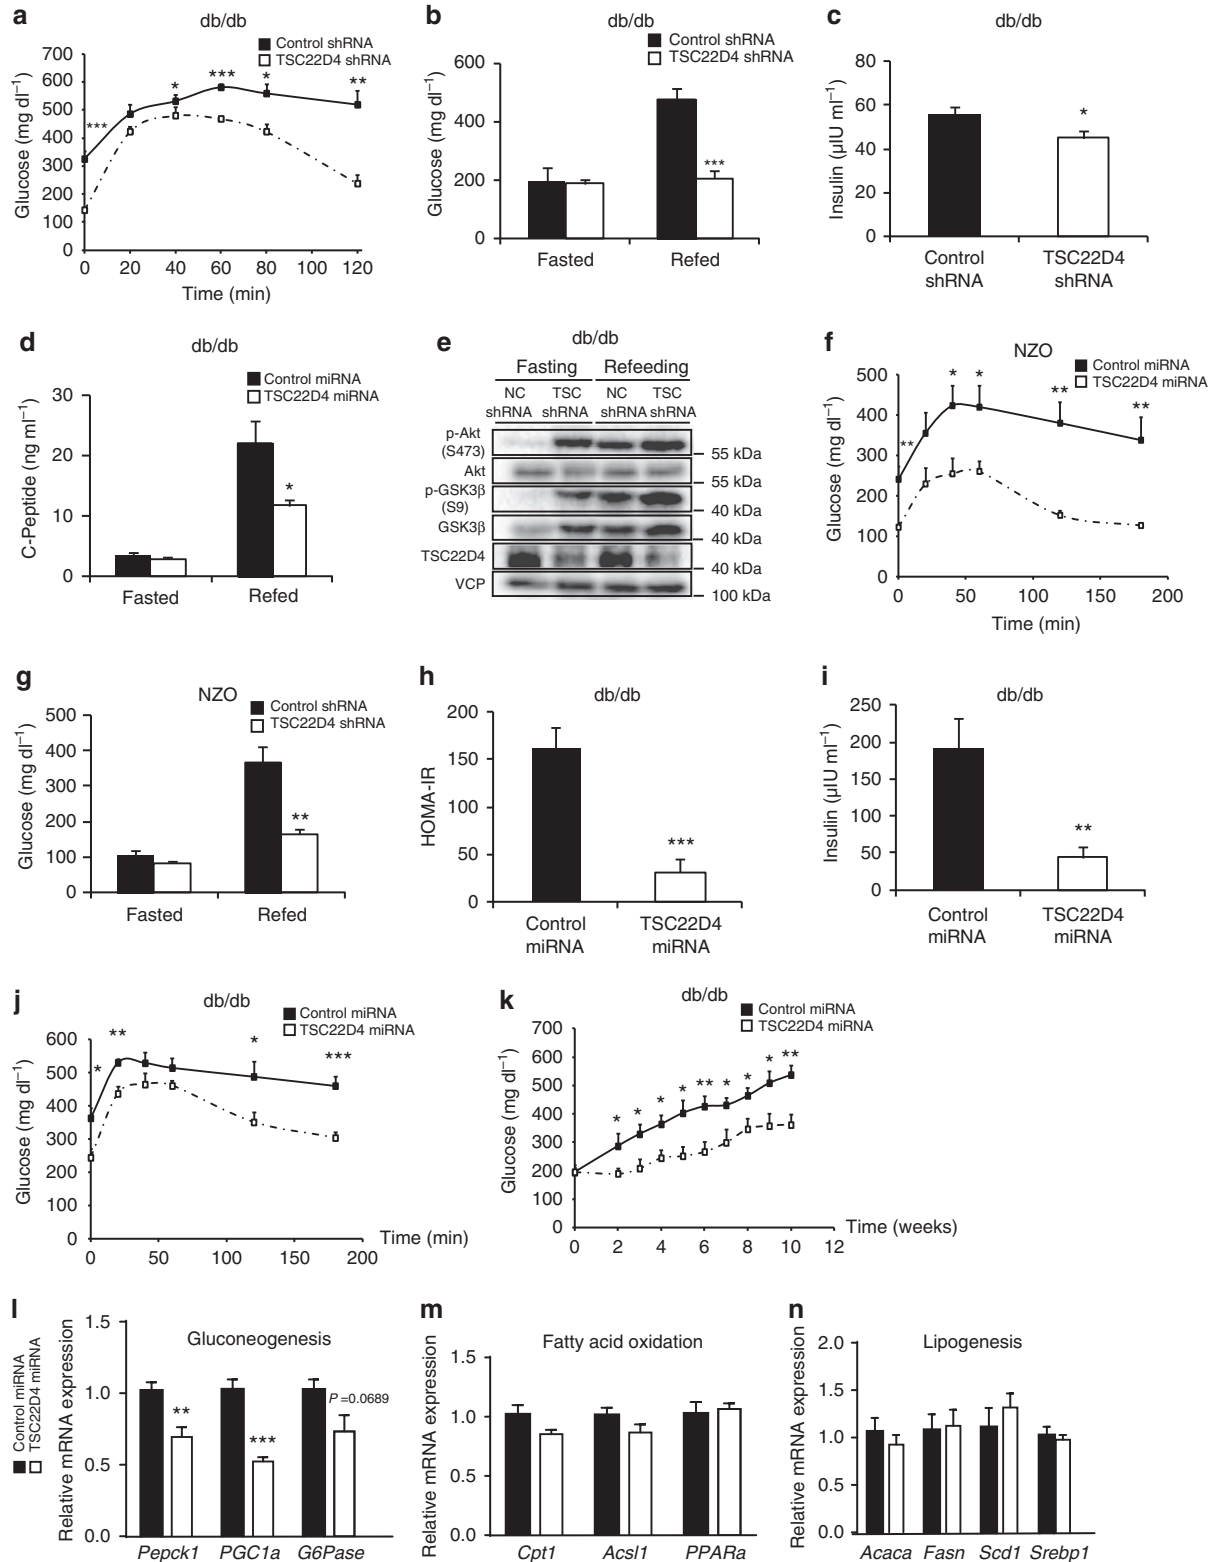 a
db/db
Control shRNA
TSC22D4 shRNA
Glucose (mg dl–1)
700
600
500
400
300
200
100
0
***
*
***
*
**
0 20 40 60 80 100 120
Time (min)
b
db/db
Control shRNA
TSC22D4 shRNA
Glucose (mg dl–1)
600
400
200
0
***
Fasted Refed
c
db/db
Insulin (µIU ml–1)
80
60
40
20
0
*
Control shRNA
TSC22D4 shRNA
d
db/db
Control miRNA
TSC22D4 miRNA
C-Peptide (ng ml–1)
30
20
10
0
*
Fasted Refed
e
db/db
Fasting Refeeding
NC TSC NC TSC
shRNA shRNA shRNA shRNA
p-Akt
(S473)
55 kDa
Akt
55 kDa
p-GSK3β
(S9)
40 kDa
GSK3β
40 kDa
TSC22D4
40 kDa
VCP
100 kDa
f
NZO
Control miRNA
TSC22D4 miRNA
Glucose (mg dl–1)
500
400
300
200
100
0
**
*
*
**
**
0 50 100 150 200
Time (min)
g
NZO
Control shRNA
TSC22D4 shRNA
Glucose (mg dl–1)
500
400
300
200
100
0
**
Fasted Refed
h
db/db
HOMA-IR
200
150
100
50
0
***
Control miRNA
TSC22D4 miRNA
i
db/db
Insulin (µIU ml–1)
250
200
150
100
50
0
**
Control miRNA
TSC22D4 miRNA
j
db/db
Control miRNA
TSC22D4 miRNA
Glucose (mg dl–1)
600
500
400
300
200
100
0
*
**
*
***
0 50 100 150 200
Time (min)
k
db/db
Control miRNA
TSC22D4 miRNA
Glucose (mg dl–1)
700
600
500
400
300
200
100
0
* * * * ** * * * **
0 2 4 6 8 10 12
Time (weeks)
l
Control miRNA
TSC22D4 miRNA
Gluconeogenesis
Relative mRNA expression
1.5
1.0
0.5
0.0
**
***
P =0.0689
Pepck1 PGC1a G6Pase
m
Fatty acid oxidation
Relative mRNA expression
1.5
1.0
0.5
0.0
Cpt1 Acsl1 PPARa
n
Lipogenesis
Relative mRNA expression
2.0
1.5
1.0
0.5
0.0
Acaca Fasn Scd1 Srebp1